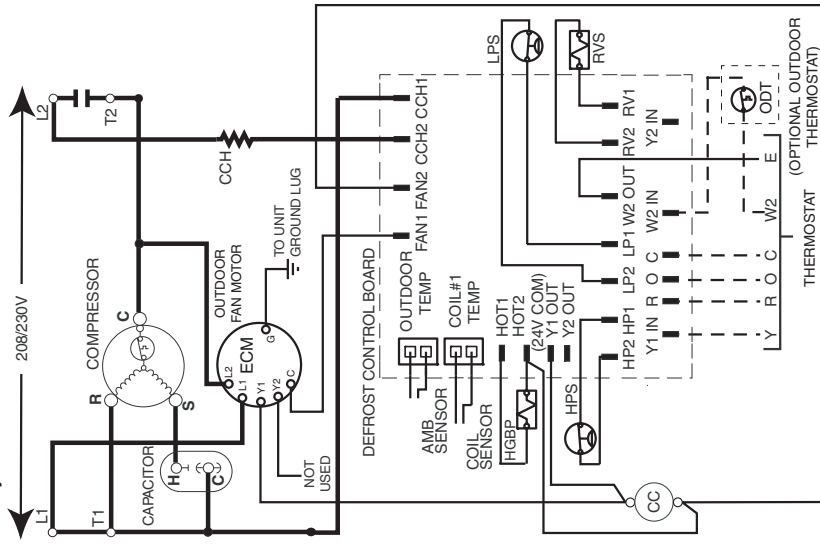 208/230V
L1
L2
T1
T2
COMPRESSOR
R
S
C
CAPACITOR
H
C
CCH
OUTDOOR
FAN MOTOR
ECM
L2
L1
Y1
Y2
C
G
TO UNIT
GROUND LUG
NOT
USED
DEFROST CONTROL BOARD
FAN1
FAN2
CCH2
CCH1
OUTDOOR
TEMP
COIL#1
TEMP
AMB
SENSOR
COIL
SENSOR
HOT1
HOT2
(24V COM)
Y1 OUT
Y2 OUT
HGBP
HPS
LPS
RVS
HP2
HP1
LP2
LP1
W2 OUT
RV2
RV1
Y1 IN
R
O
C
W2 IN
Y2 IN
CC
Y
R
O
C
W2
E
THERMOSTAT
ODT
(OPTIONAL OUTDOOR
THERMOSTAT)